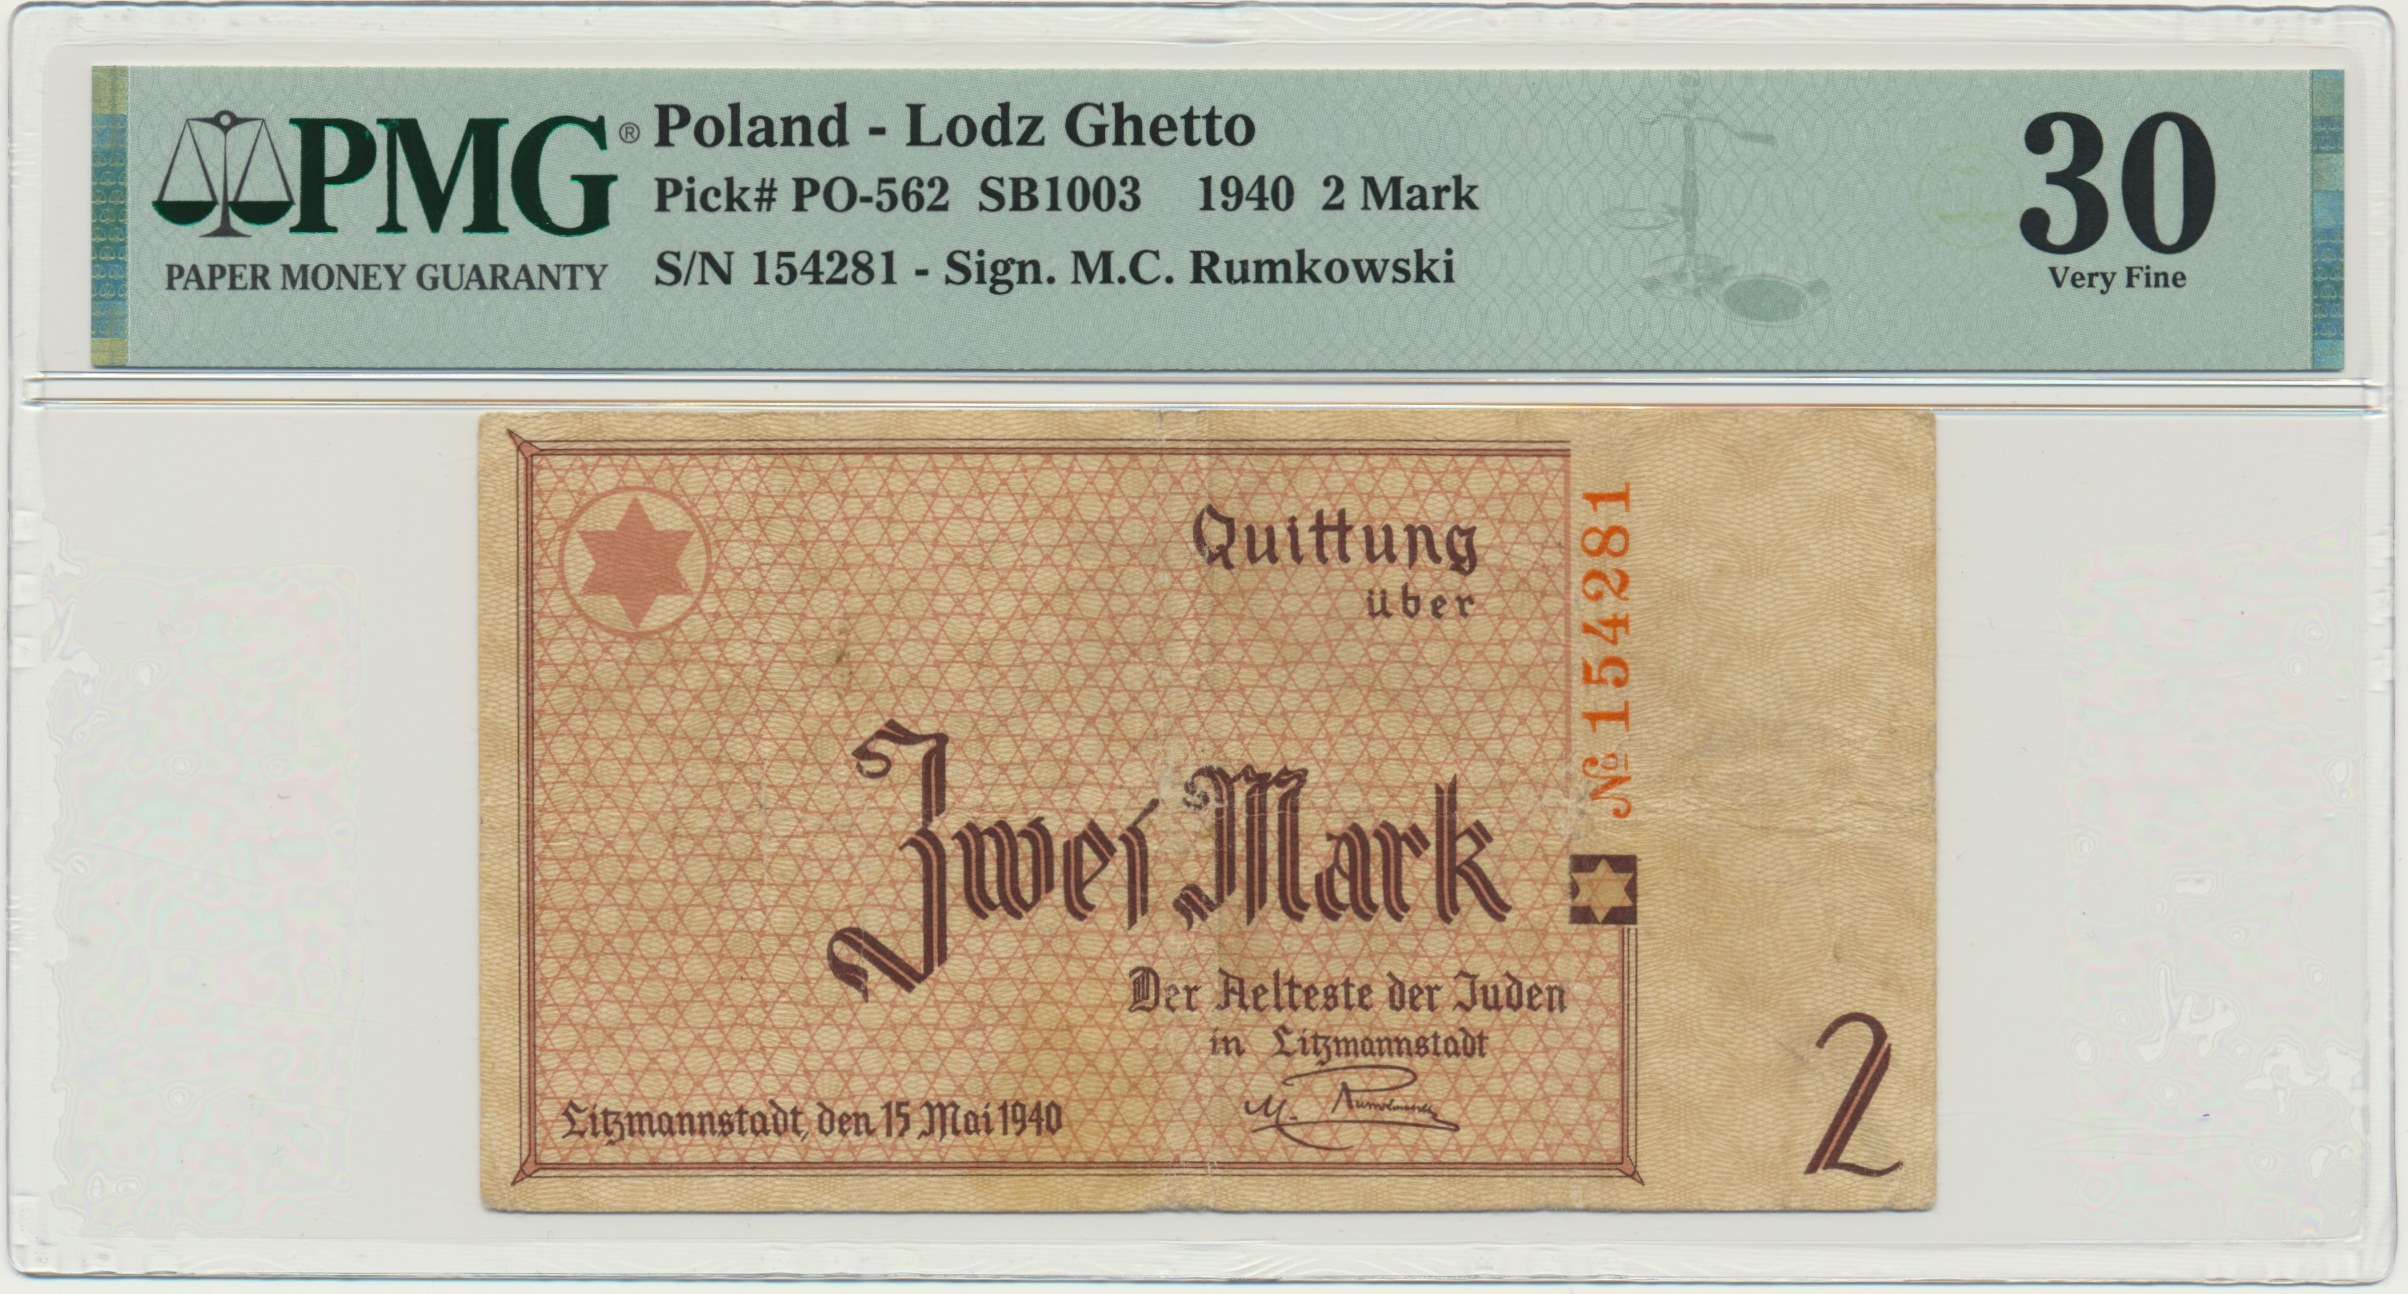 PMG®
PAPER MONEY GUARANTY
Poland - Lodz Ghetto
Pick# PO-562 SB1003 1940 2 Mark
S/N 154281 - Sign. M.C. Rumkowski
30
Very Fine
Quittung
über
Zwei Mark
Der Aelteste der Juden
in Litzmannstadt
M. Rumkowski
Litzmannstadt, den 15 Mai 1940
№ 154281
2